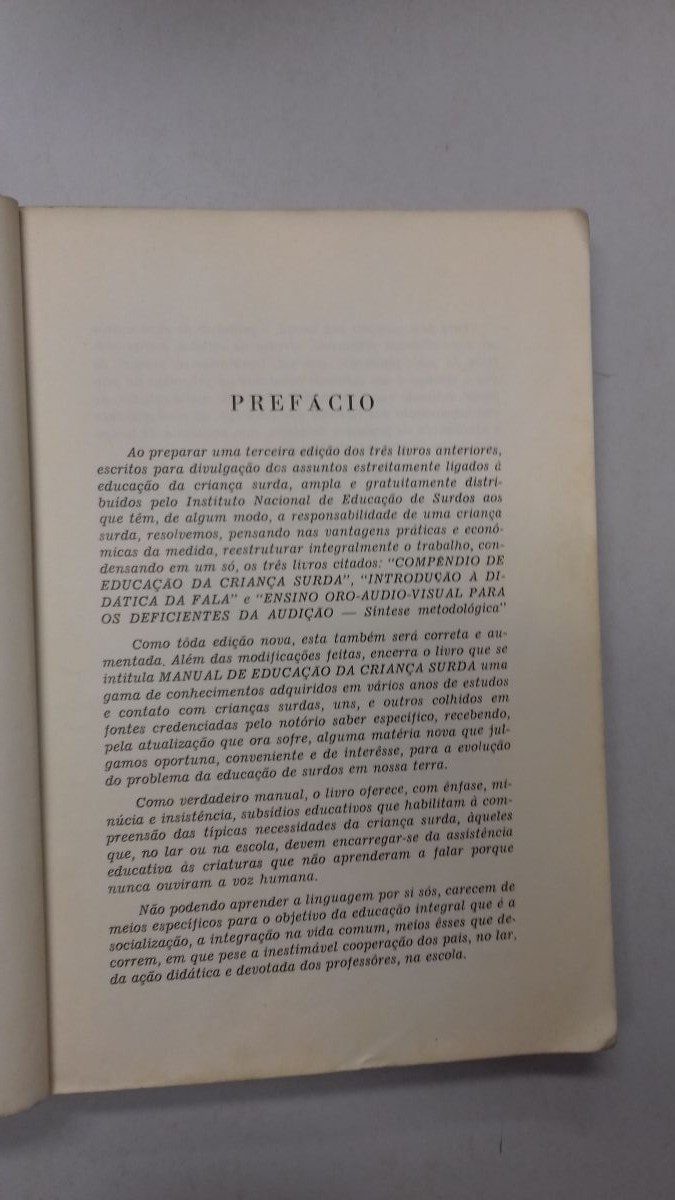 PREFÁCIO
Ao preparar uma terceira edição dos três livros anteriores,
escritos para divulgação dos assuntos estreitamente ligados à
educação da criança surda, ampla e gratuitamente distri-
buídos pelo Instituto Nacional de Educação de Surdos aos
que têm, de algum modo, a responsabilidade de uma criança
surda, resolvemos, pensando nas vantagens práticas e econô-
micas da medida, reestruturar integralmente o trabalho, con-
densando em um só, os três livros citados: "COMPÊNDIO DE
EDUCAÇÃO DA CRIANÇA SURDA", "INTRODUÇÃO À DI-
DÁTICA DA FALA" e "ENSINO ORO-AUDIO-VISUAL PARA
OS DEFICIENTES DA AUDIÇÃO — Síntese metodológica"
Como tôda edição nova, esta também será correta e au-
mentada. Além das modificações feitas, encerra o livro que se
intitula MANUAL DE EDUCAÇÃO DA CRIANÇA SURDA uma
gama de conhecimentos adquiridos em vários anos de estudos
e contato com crianças surdas, uns, e outros colhidos em
fontes credenciadas pelo notório saber específico, recebendo,
pela atualização que ora sofre, alguma matéria nova que jul-
gamos oportuna, conveniente e de interêsse, para a evolução
do problema da educação de surdos em nossa terra.
Como verdadeiro manual, o livro oferece, com ênfase, mi-
núcia e insistência, subsídios educativos que habilitam à com-
preensão das típicas necessidades da criança surda, àqueles
que, no lar ou na escola, devem encarregar-se da assistência
educativa às criaturas que não aprenderam a falar porque
nunca ouviram a voz humana.
Não podendo aprender a linguagem por si sós, carecem de
meios específicos para o objetivo da educação integral que é a
socialização, a integração na vida comum, meios êsses que de-
correm, em que pese a inestimável cooperação dos pais, no lar,
da ação didática e devotada dos professôres, na escola.